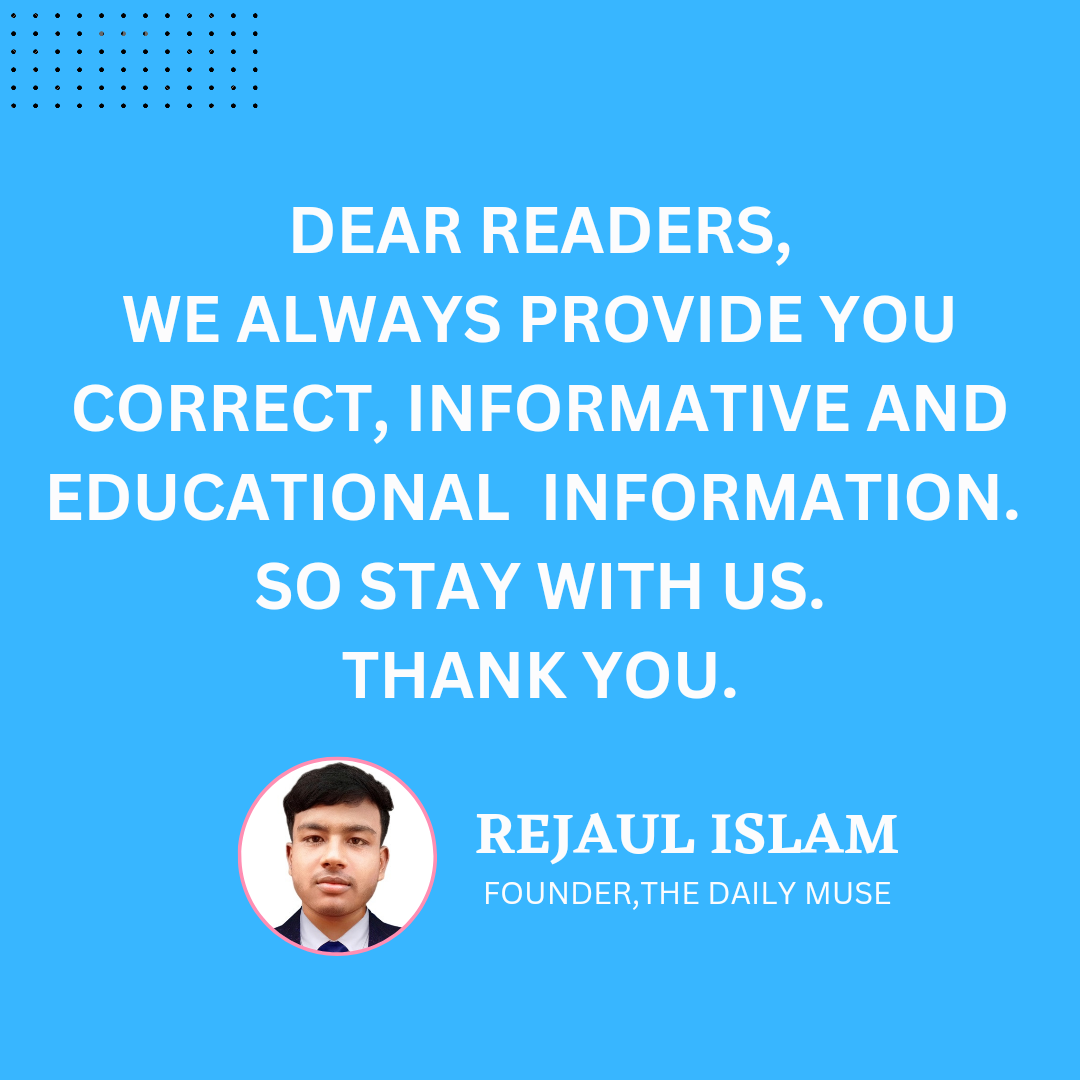 DEAR READERS,
WE ALWAYS PROVIDE YOU
CORRECT, INFORMATIVE AND
EDUCATIONAL  INFORMATION.
SO STAY WITH US.
THANK YOU.
REJAUL ISLAM
FOUNDER,THE DAILY MUSE